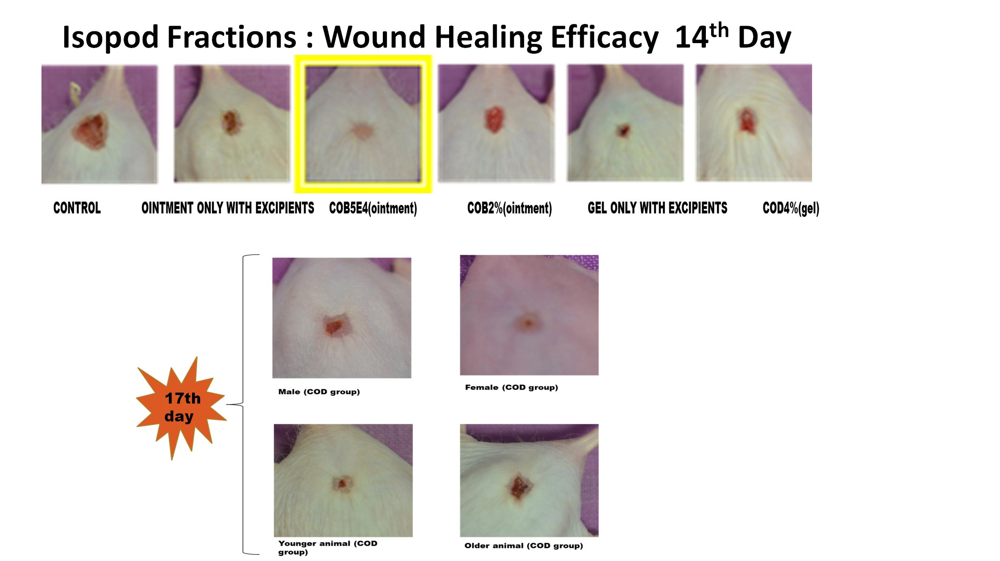 Isopod Fractions : Wound Healing Efficacy  14th Day
CONTROL
OINTMENT ONLY WITH EXCIPIENTS
COB5E4(ointment)
COB2%(ointment)
GEL ONLY WITH EXCIPIENTS
COD4%(gel)
17th
day
Male (COD group)
Female (COD group)
Younger animal (COD
group)
Older animal (COD group)